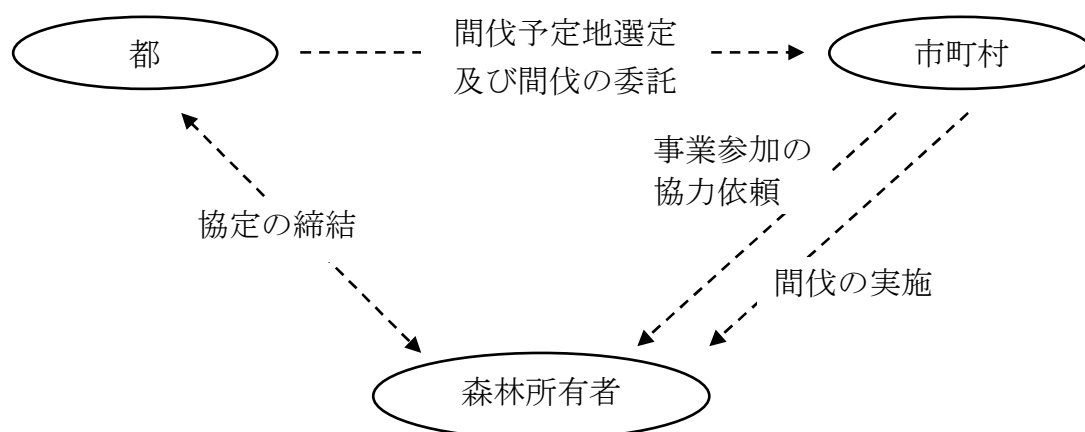 都
間伐予定地選定
及び間伐の委託
市町村
事業参加の
協力依頼
協定の締結
間伐の実施
森林所有者